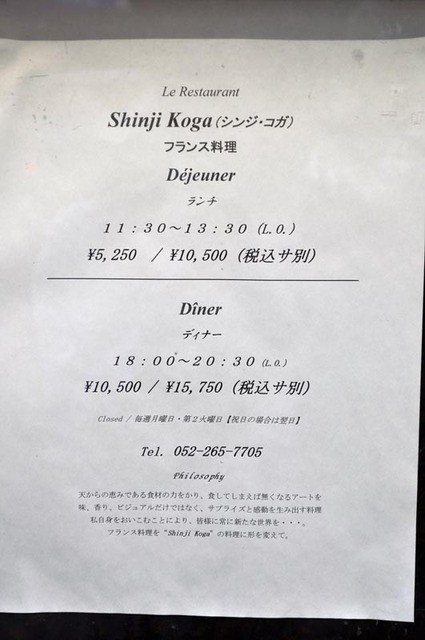 Le Restaurant
Shinji Koga (シンジ・コガ)
フランス料理
Déjeuner
ランチ
11:30～13:30 (L.O.)
¥5,250 / ¥10,500 (税込サ別)
Dîner
ディナー
18:00～20:30 (L.O.)
¥10,500 / ¥15,750 (税込サ別)
Closed / 毎週月曜日・第2火曜日【祝日の場合は翌日】
Tel. 052-265-7705
Philosophy
天からの恵みである食材の力をかり、食してしまえば無くなるアートを
味、香り、ビジュアルだけではなく、サプライズと感動を生み出す料理
私自身をおいこむことにより、皆様に常に新たな世界を・・・。
フランス料理を"Shinji Koga"の料理に形を変えて。